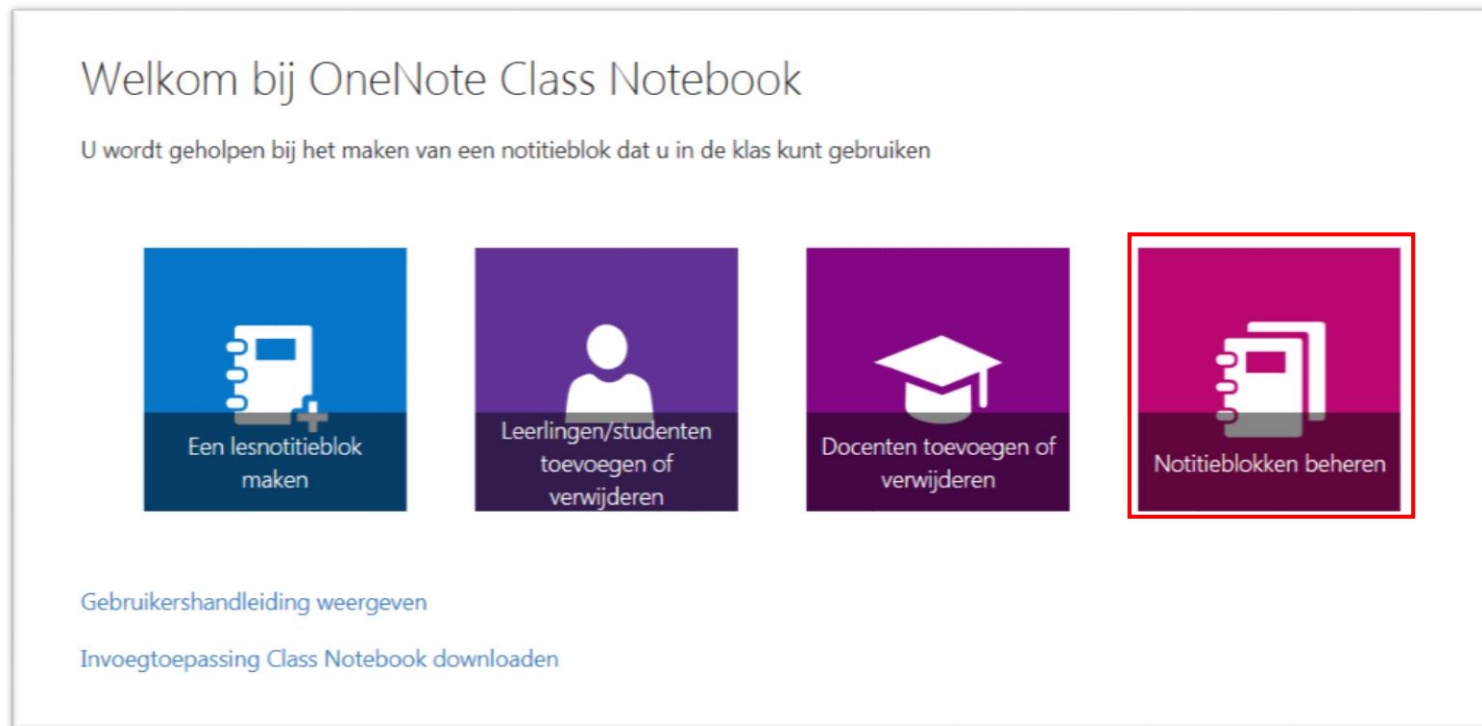 Welkom bij OneNote Class Notebook
U wordt geholpen bij het maken van een notitieblok dat u in de klas kunt gebruiken
Een lesnotitieblok
maken
Leerlingen/studenten
toevoegen of
verwijderen
Docenten toevoegen of
verwijderen
Notitieblokken beheren
Gebruikershandleiding weergeven
Invoegtoepassing Class Notebook downloaden